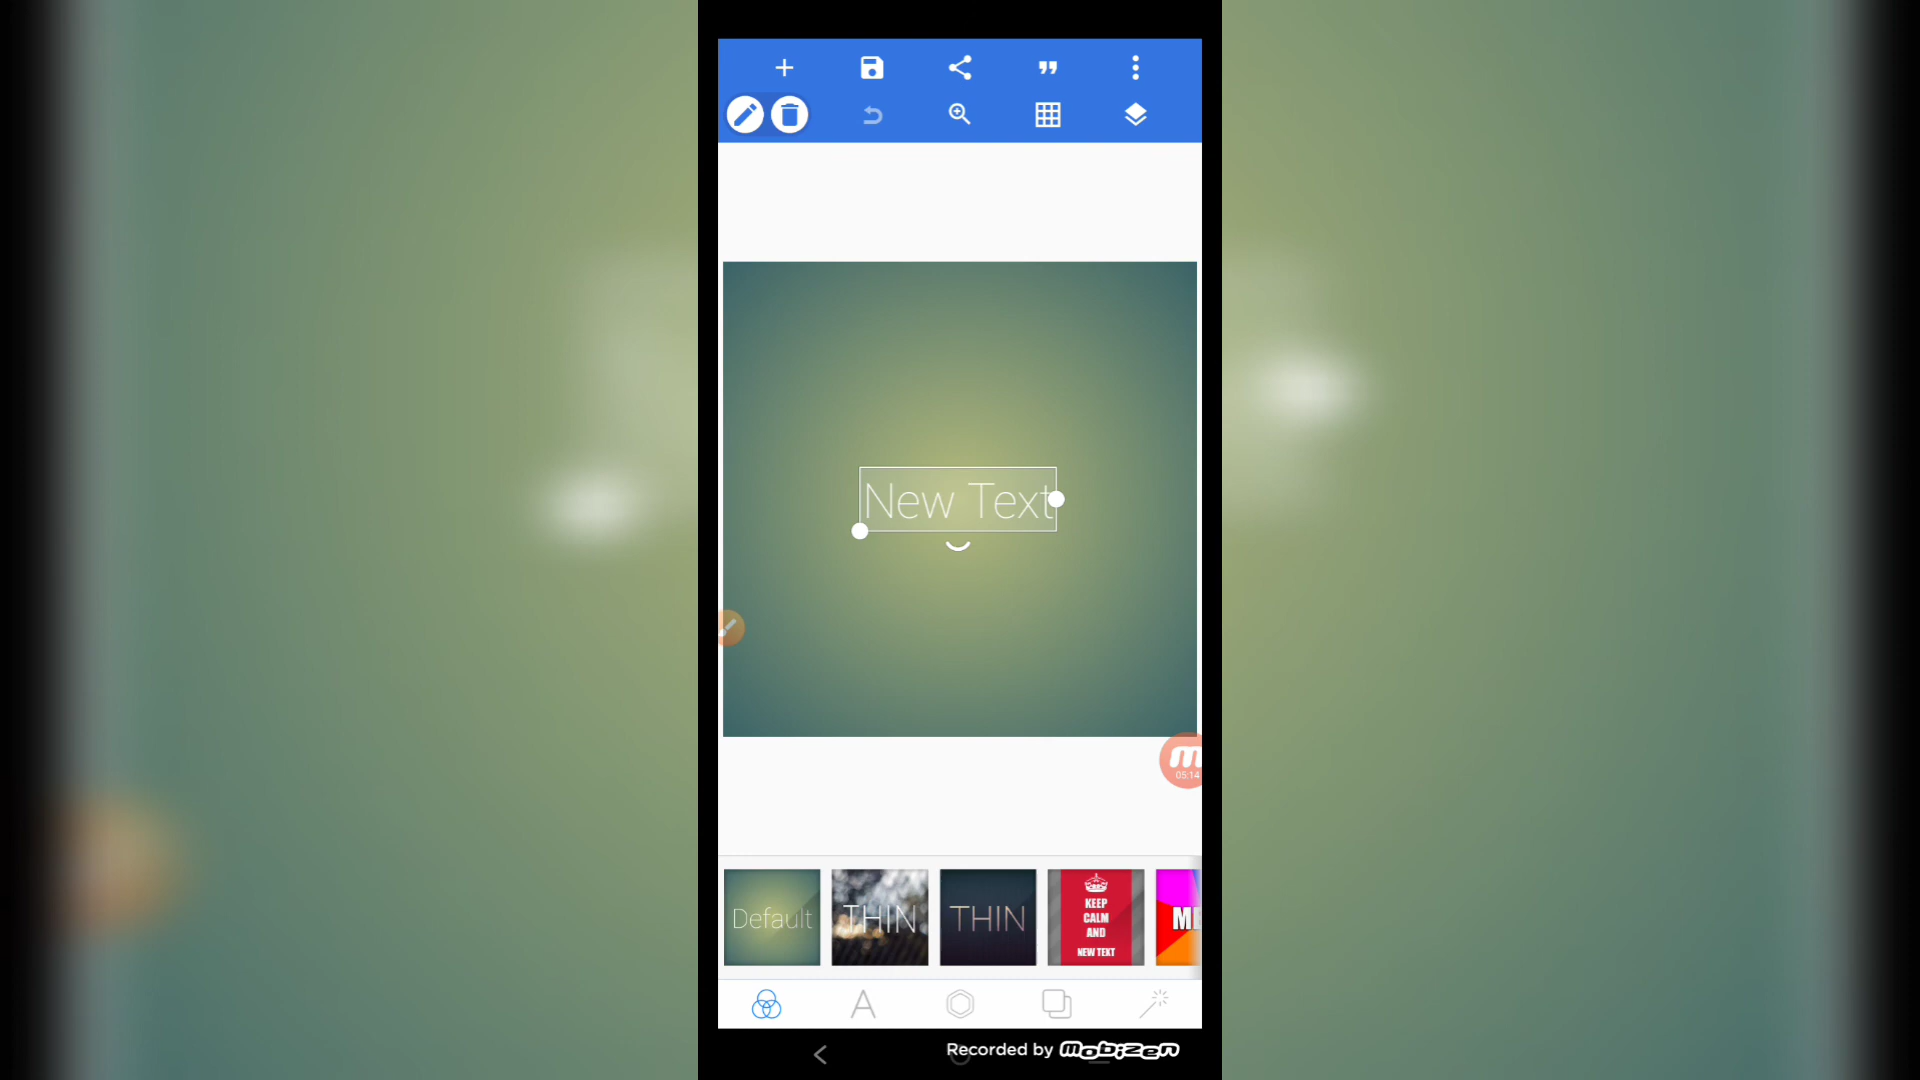 New Text
05:14
Default
THIN
THIN
KEEP
CALM
AND
NEW TEXT
ME
Recorded by mobizen